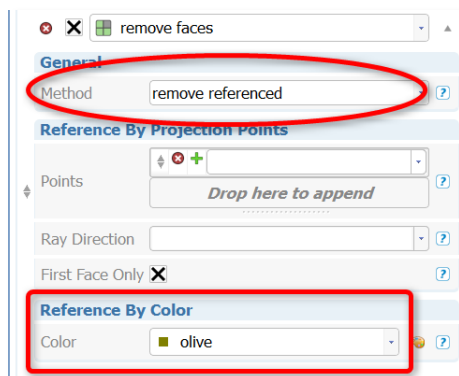 remove faces
General
Method remove referenced ?
Reference By Projection Points
Points ?
Drop here to append
Ray Direction ?
First Face Only ?
Reference By Color
Color olive ?